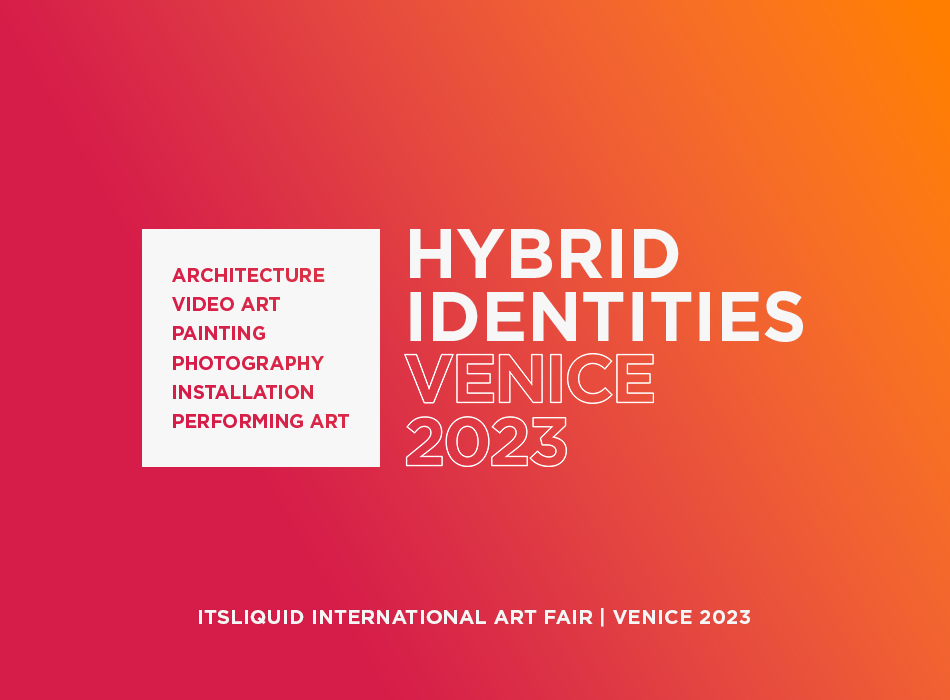 ARCHITECTURE
VIDEO ART
PAINTING
PHOTOGRAPHY
INSTALLATION
PERFORMING ART
HYBRID
IDENTITIES
VENICE
2023
ITSLIQUID INTERNATIONAL ART FAIR | VENICE 2023